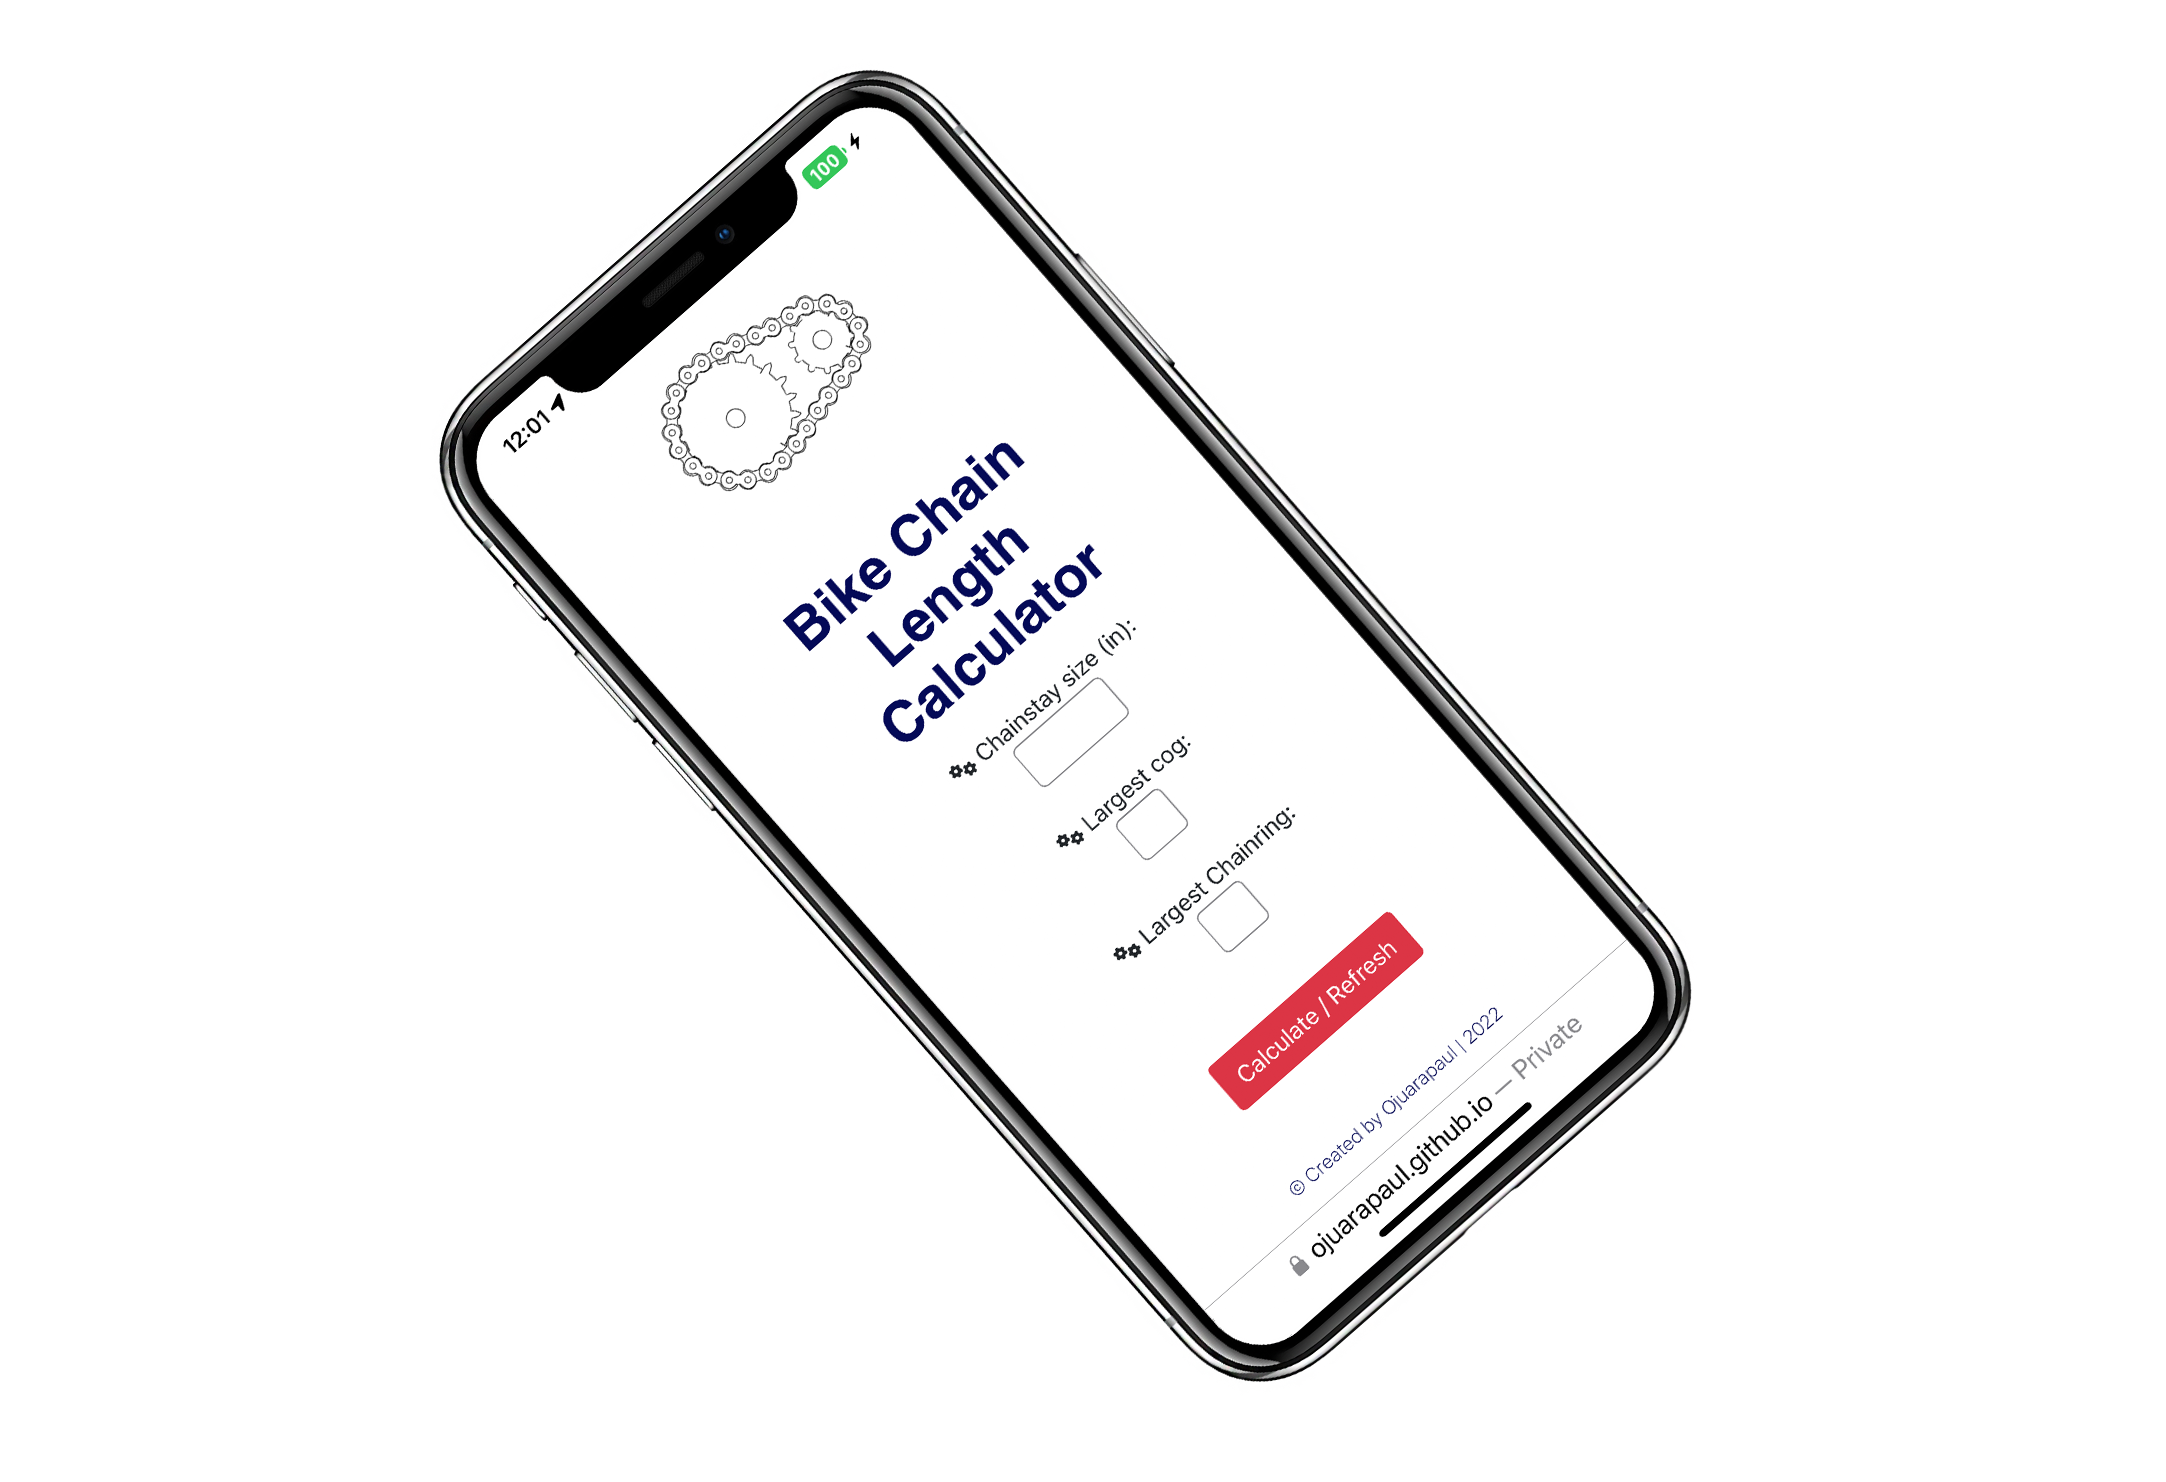 12:01
100
Bike Chain
Length
Calculator
Chainstay size (in):
Largest cog:
Largest Chainring:
Calculate / Refresh
© Created by Ojuarapaul | 2022
ojuarapaul.github.io — Private